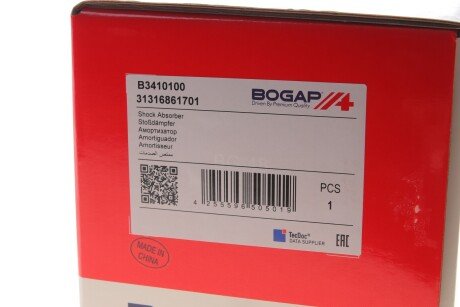 B3410100
31316861701
BOGAP
Driven By Premium Quality
Shock Absorber
Stoßdämpfer
Амортизатор
Amortiguador
Amortisseur
ممتص الصدمات
PCS
1
4 255596 505019
TecDoc®
DATA SUPPLIER
EAC
MADE IN
CHINA